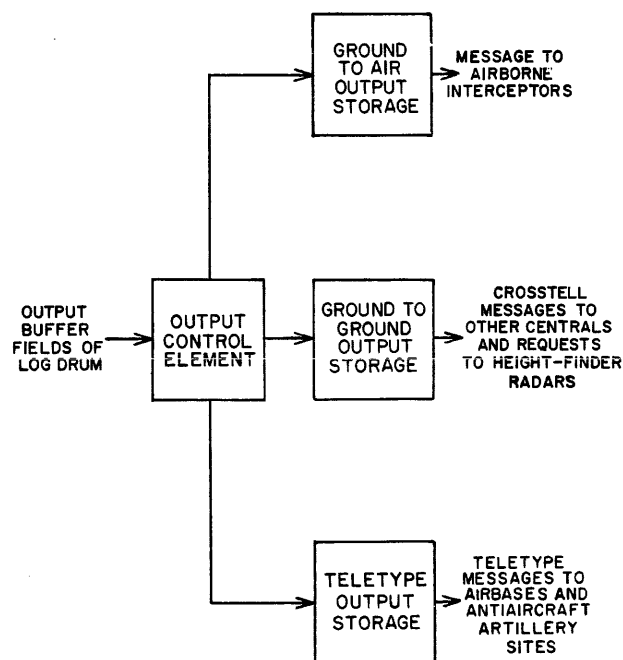 GROUND
TO AIR
OUTPUT
STORAGE
MESSAGE TO
AIRBORNE
INTERCEPTORS
OUTPUT
BUFFER
FIELDS OF
LOG DRUM
OUTPUT
CONTROL
ELEMENT
GROUND TO
GROUND
OUTPUT
STORAGE
CROSSTELL
MESSAGES TO
OTHER CENTRALS
AND REQUESTS
TO HEIGHT-FINDER
RADARS
TELETYPE
OUTPUT
STORAGE
TELETYPE
MESSAGES TO
AIRBASES AND
ANTIAIRCRAFT
ARTILLERY
SITES